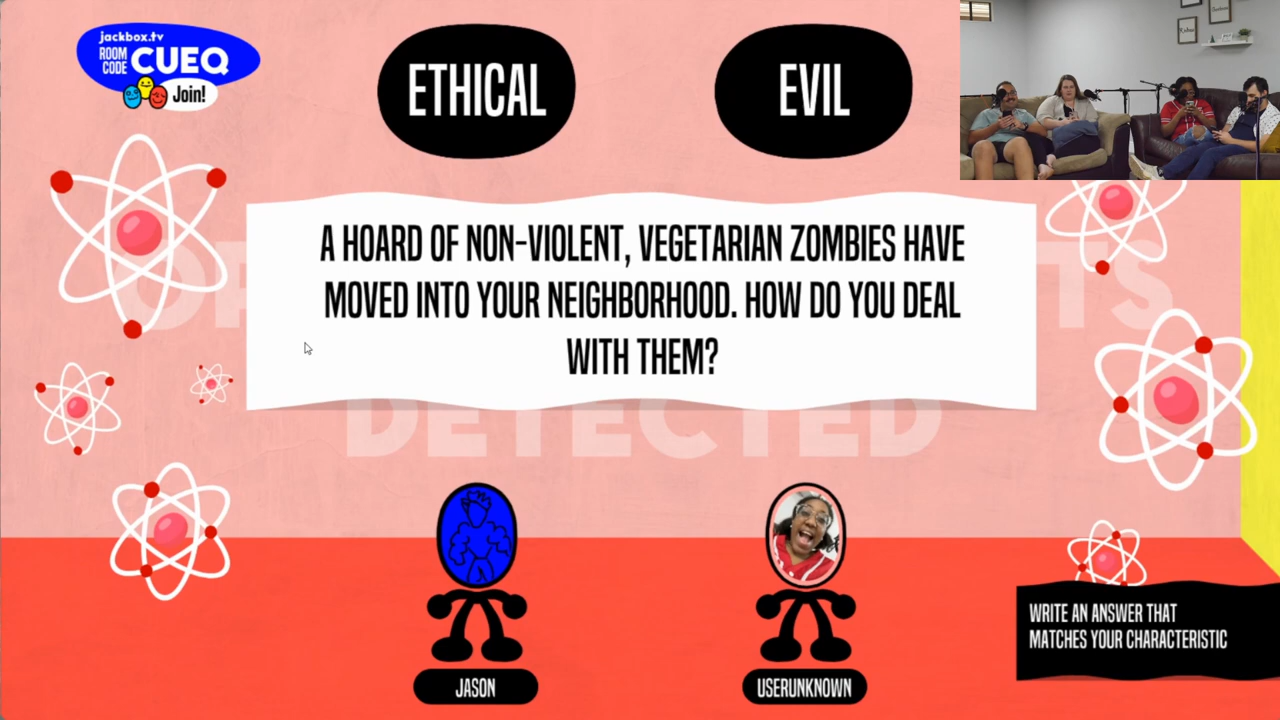 jackbox.tv
ROOM
CODE
CUEQ
Join!
ETHICAL
EVIL
A HOARD OF NON-VIOLENT, VEGETARIAN ZOMBIES HAVE
MOVED INTO YOUR NEIGHBORHOOD. HOW DO YOU DEAL
WITH THEM?
DETECTED
WRITE AN ANSWER THAT
MATCHES YOUR CHARACTERISTIC
JASON
USERUNKNOWN